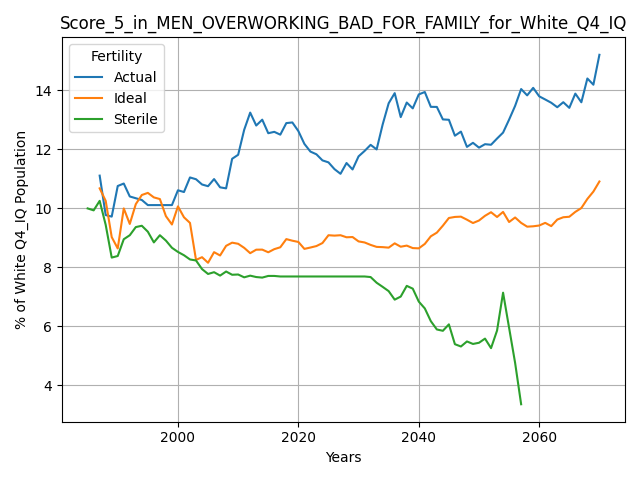 Score_5_in_MEN_OVERWORKING_BAD_FOR_FAMILY_for_White_Q4_IQ
Fertility
Actual
Ideal
Sterile
% of White Q4_IQ Population
14
12
10
8
6
4
2000
2020
2040
2060
Years